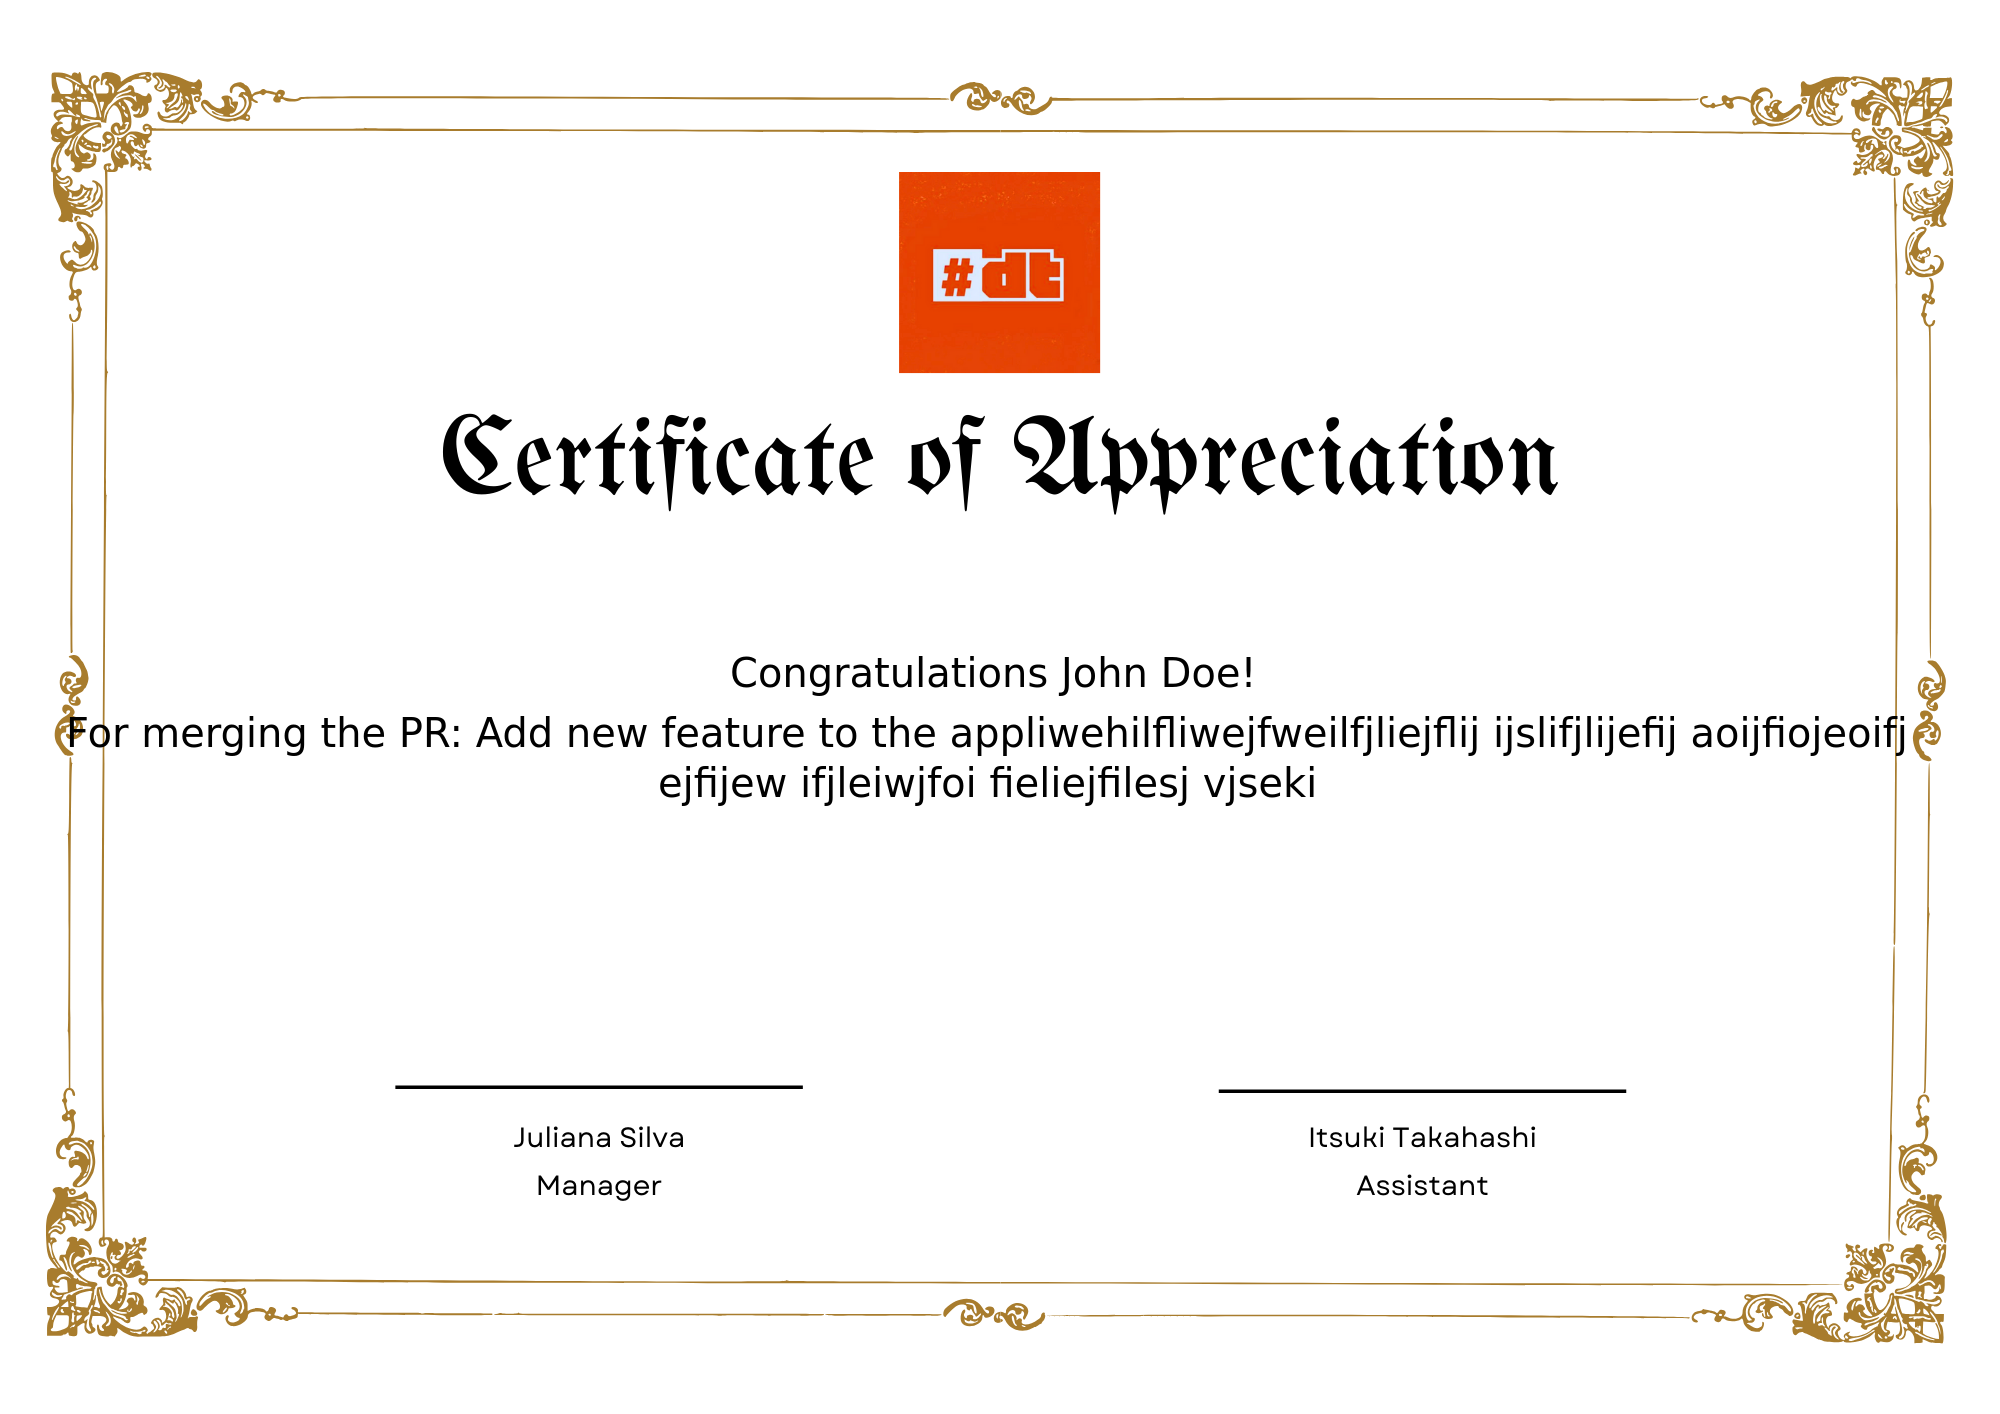 #dt
Certificate of Appreciation
Congratulations John Doe!
For merging the PR: Add new feature to the appliwehilfliwejfweilfjliejflij ijslifjlijefij aoijfiojeoifj
ejfijew ifjleiwjfoi fieliejfilesj vjseki
Juliana Silva
Manager
Itsuki Takahashi
Assistant